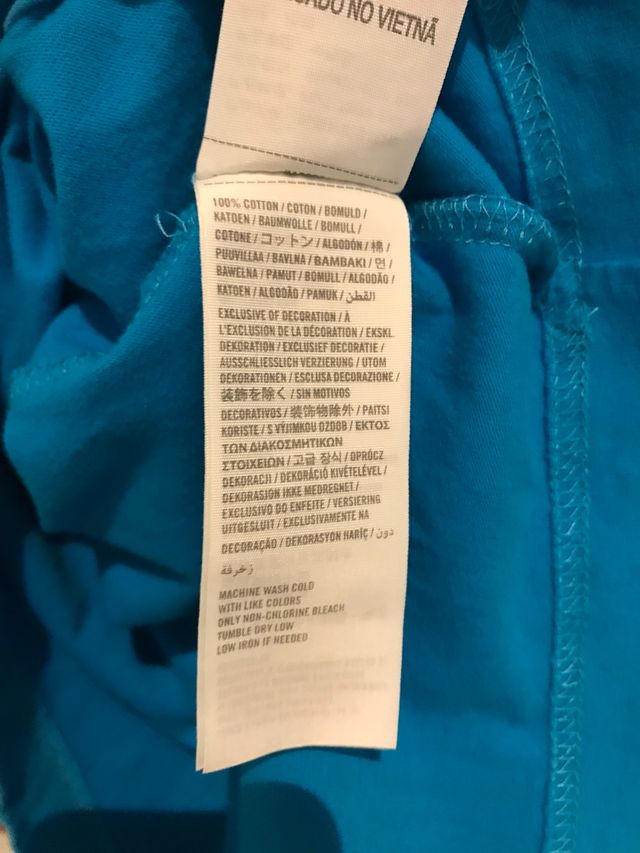 NO VIETNÃ
100% COTTON / COTON / BOMULD /
KATOEN / BAUMWOLLE / BOMULL /
COTONE / コットン / ALGODÓN / 棉 /
PUUVILLAA / BAVLNA / ΒΑΜΒΑΚΙ / 면 /
BAWEŁNA / PAMUT / BOMULL / ALGODÃO /
KATOEN / ALGODÃO / PAMUK / القطن
EXCLUSIVE OF DECORATION / À
L'EXCLUSION DE LA DÉCORATION / EKSKL.
DEKORATION / EXCLUSIEF DECORATIE /
AUSSCHLIESSLICH VERZIERUNG / UTOM
DEKORATIONEN / ESCLUSA DECORAZIONE /
装飾を除く / SIN MOTIVOS
DECORATIVOS / 装饰物除外 / PAITSI
KORISTE / S VÝJIMKOU OZDOB / ΕΚΤΟΣ
ΤΩΝ ΔΙΑΚΟΣΜΗΤΙΚΩΝ
ΣΤΟΙΧΕΙΩΝ / 고급 장식 / OPRÓCZ
DEKORACJI / DEKORÁCIÓ KIVÉTELÉVEL /
DEKORASJON IKKE MEDREGNET /
EXCLUSIVO DO ENFEITE / VERSIERING
UITGESLUIT / EXCLUSIVAMENTE NA
DECORAÇÃO / DEKORASYON HARİÇ / دون
زخرفة
MACHINE WASH COLD
WITH LIKE COLORS
ONLY NON-CHLORINE BLEACH
TUMBLE DRY LOW
LOW IRON IF NEEDED